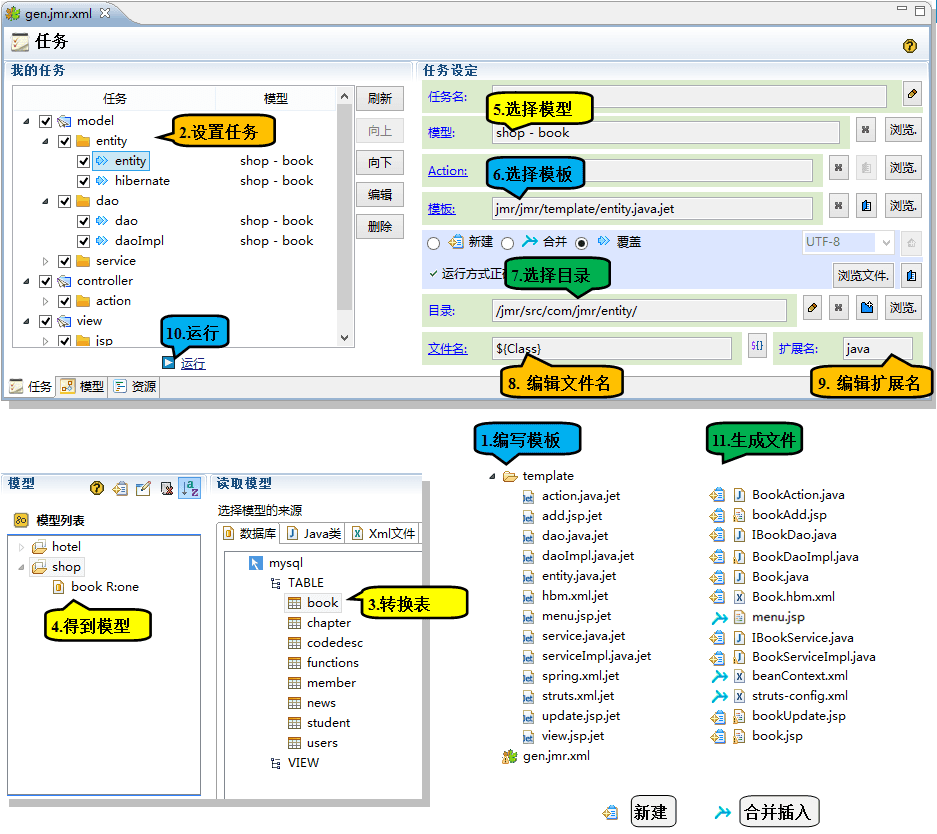 gen.jmr.xml
任务
我的任务
任务 模型
model
entity
entity shop - book
hibernate shop - book
dao
dao shop - book
daoImpl shop - book
service
controller
action
view
jsp
刷新
向上
向下
编辑
删除
2.设置任务
10.运行
运行
任务 模型 资源
任务设定
任务名:
5.选择模型
模型: shop - book 浏览.
Action: 浏览.
6.选择模板
模板: jmr/jmr/template/entity.java.jet 浏览.
新建 合并 覆盖 UTF-8
运行方式正 浏览文件.
7.选择目录
目录: /jmr/src/com/jmr/entity/ 浏览.
文件名: ${Class} ${} 扩展名: java
8. 编辑文件名
9. 编辑扩展名
模型
模型列表
hotel
shop
book R:one
4.得到模型
读取模型
选择模型的来源
数据库 Java类 Xml文件
mysql
TABLE
book
chapter
codedesc
functions
member
news
student
users
VIEW
3.转换表
1.编写模板
template
action.java.jet
add.jsp.jet
dao.java.jet
daoImpl.java.jet
entity.java.jet
hbm.xml.jet
menu.jsp.jet
service.java.jet
serviceImpl.java.jet
spring.xml.jet
struts.xml.jet
update.jsp.jet
view.jsp.jet
gen.jmr.xml
11.生成文件
BookAction.java
bookAdd.jsp
IBookDao.java
BookDaoImpl.java
Book.java
Book.hbm.xml
menu.jsp
IBookService.java
BookServiceImpl.java
beanContext.xml
struts-config.xml
bookUpdate.jsp
book.jsp
新建 合并插入